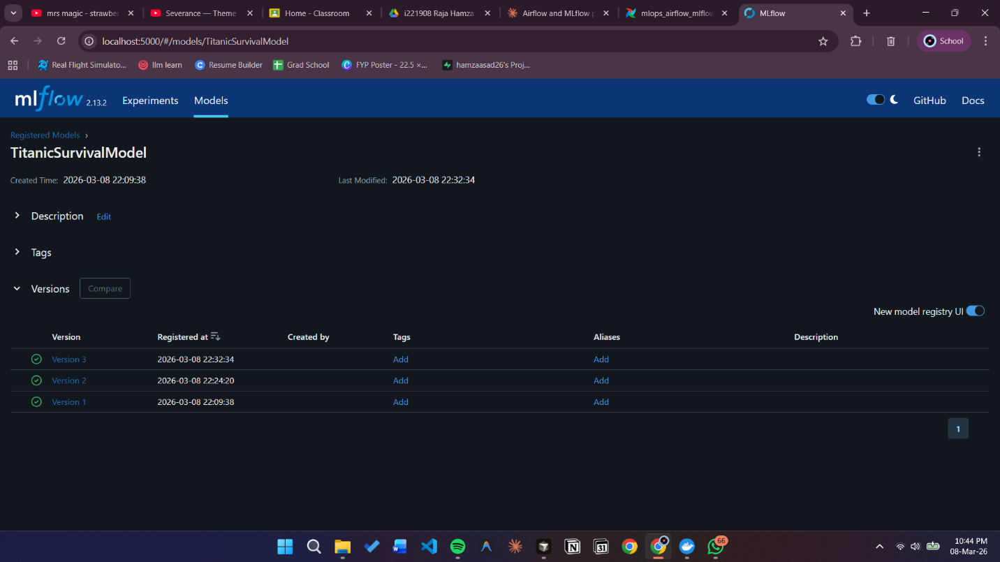 mrs magic - strawber
Severance — Theme
Home - Classroom
i221908 Raja Hamza
Airflow and MLflow p
mlops_airflow_mlflow
MLflow
localhost:5000/#/models/TitanicSurvivalModel
School
Real Flight Simulato...
llm learn
Resume Builder
Grad School
FYP Poster - 22.5 ×...
hamzaasad26's Proj...
mlflow 2.13.2 Experiments Models GitHub Docs
Registered Models ›
TitanicSurvivalModel
Created Time: 2026-03-08 22:09:38 Last Modified: 2026-03-08 22:32:34
Description Edit
Tags
Versions Compare
New model registry UI
Version Registered at Created by Tags Aliases Description
Version 3 2026-03-08 22:32:34 Add Add
Version 2 2026-03-08 22:24:20 Add Add
Version 1 2026-03-08 22:09:38 Add Add
1
31
66
10:44 PM
08-Mar-26